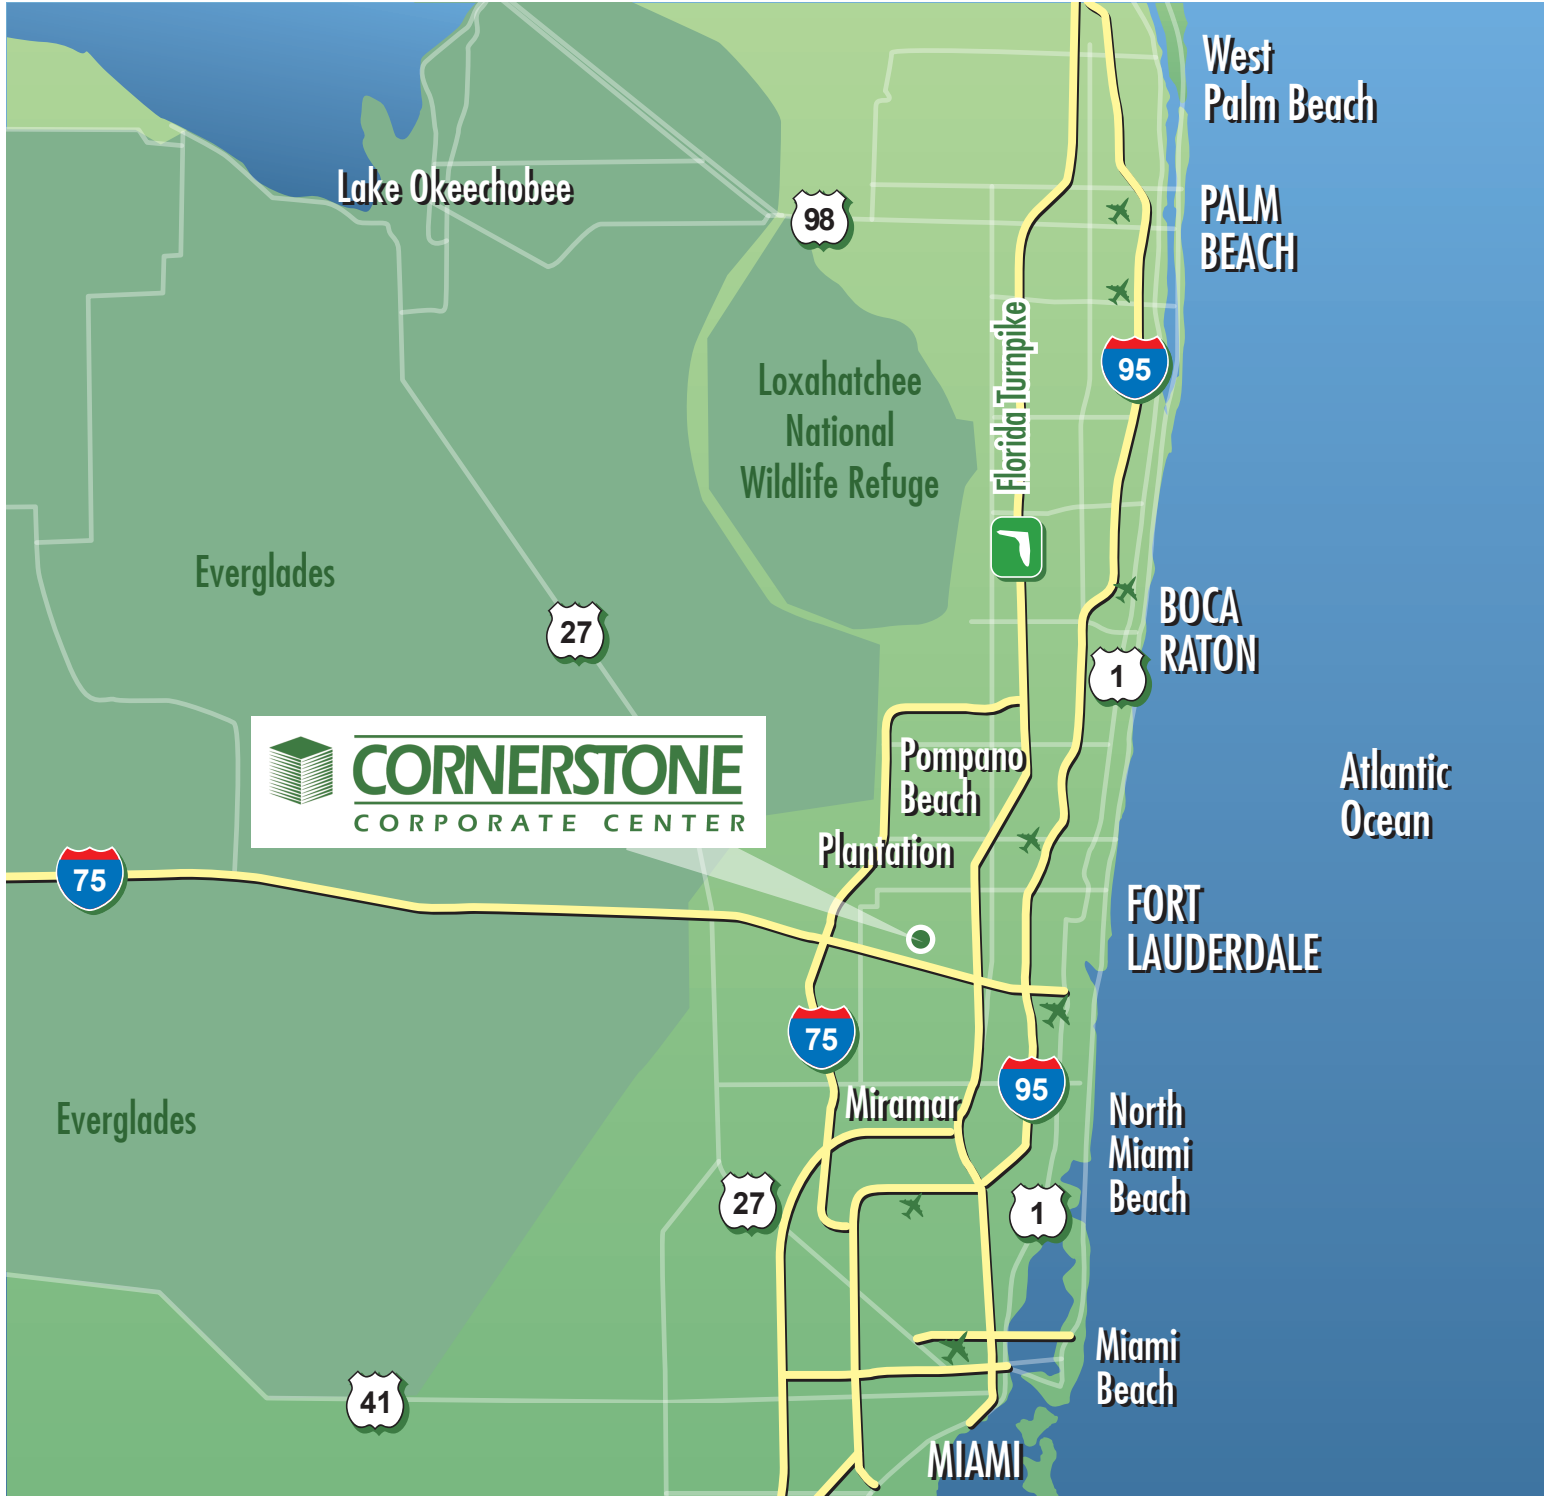 West
Palm Beach
Lake Okeechobee
98
PALM
BEACH
Florida Turnpike
95
Loxahatchee
National
Wildlife Refuge
Everglades
27
BOCA
RATON
1
CORNERSTONE
CORPORATE CENTER
Pompano
Beach
Atlantic
Ocean
Plantation
75
FORT
LAUDERDALE
75
95
Miramar
North
Miami
Beach
Everglades
27
1
Miami
Beach
41
MIAMI